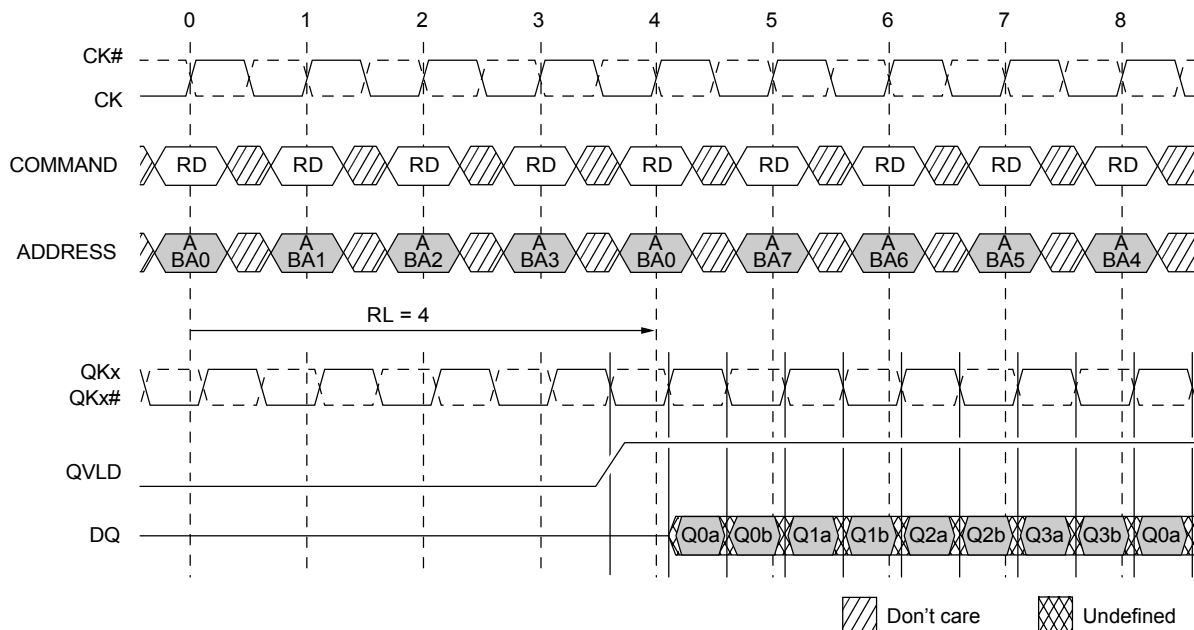 0 1 2 3 4 5 6 7 8
CK#
CK
COMMAND RD RD RD RD RD RD RD RD RD
ADDRESS A A A A A A A A A
BA0 BA1 BA2 BA3 BA0 BA7 BA6 BA5 BA4
RL = 4
QKx
QKx#
QVLD
DQ Q0a Q0b Q1a Q1b Q2a Q2b Q3a Q3b Q0a
Don't care Undefined